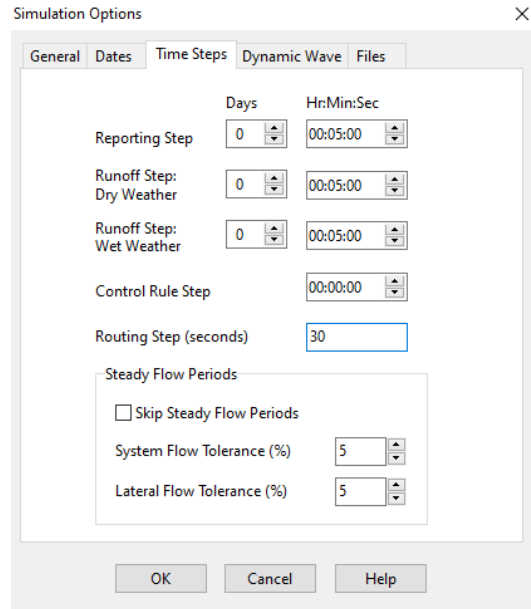 Simulation Options
General Dates Time Steps Dynamic Wave Files
Days Hr:Min:Sec
Reporting Step 0 00:05:00
Runoff Step:
Dry Weather 0 00:05:00
Runoff Step:
Wet Weather 0 00:05:00
Control Rule Step 00:00:00
Routing Step (seconds) 30
Steady Flow Periods
Skip Steady Flow Periods
System Flow Tolerance (%) 5
Lateral Flow Tolerance (%) 5
OK Cancel Help